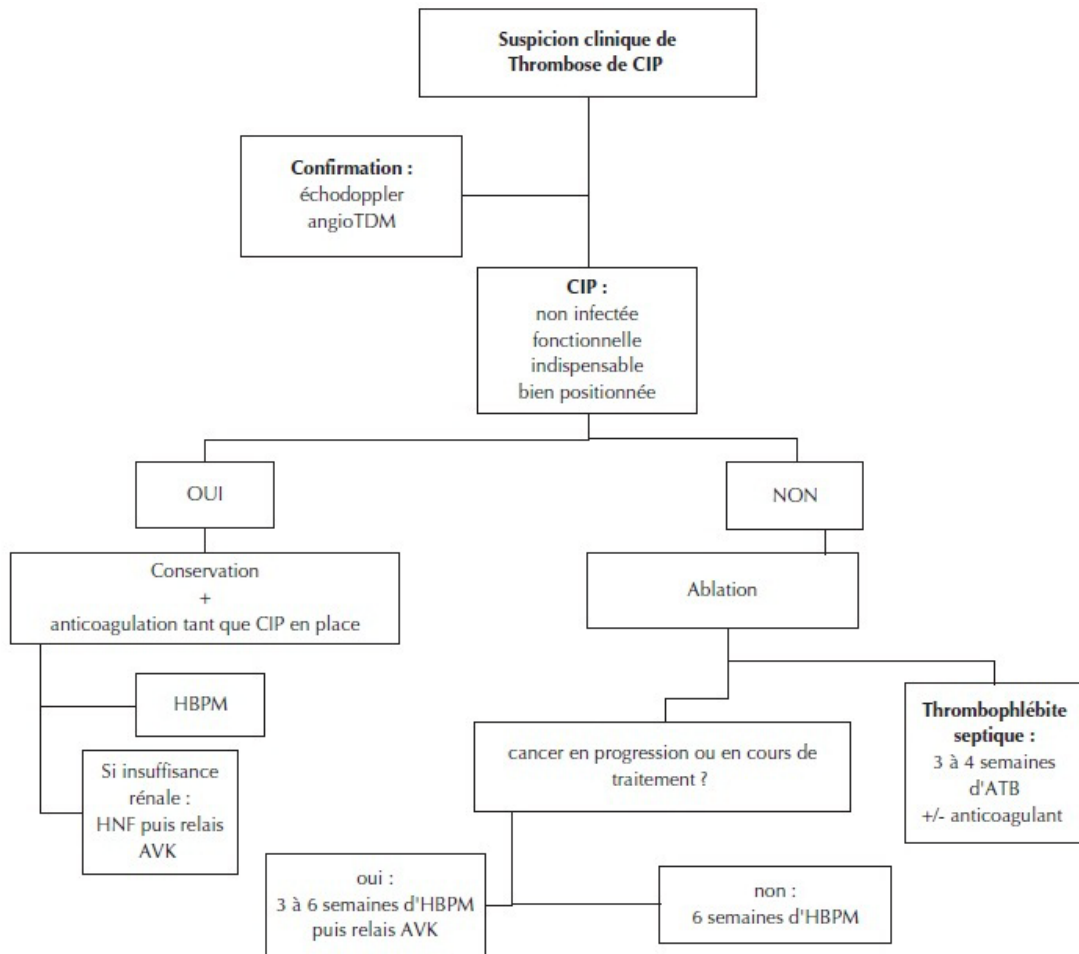 Suspicion clinique de
Thrombose de CIP
Confirmation :
échodoppler
angioTDM
CIP :
non infectée
fonctionnelle
indispensable
bien positionnée
OUI
NON
Conservation
+
anticoagulation tant que CIP en place
Ablation
HBPM
Si insuffisance
rénale :
HNF puis relais
AVK
cancer en progression ou en cours de
traitement ?
Thrombophlébite
septique :
3 à 4 semaines
d'ATB
+/- anticoagulant
oui :
3 à 6 semaines d'HBPM
puis relais AVK
non :
6 semaines d'HBPM